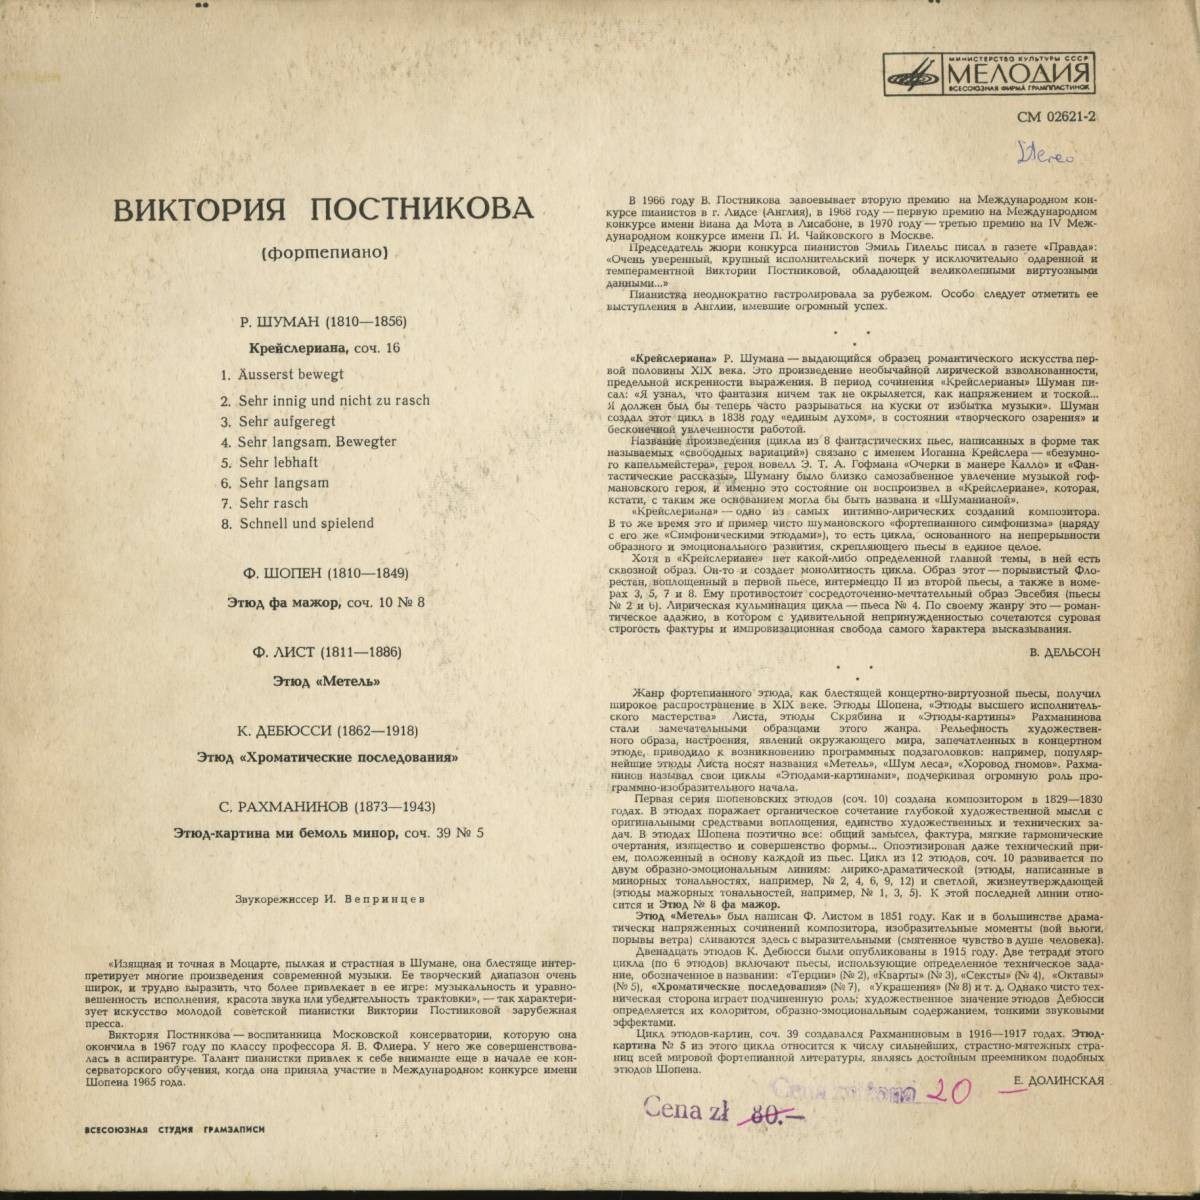 МИНИСТЕРСТВО КУЛЬТУРЫ СССР
МЕЛОДИЯ
ВСЕСОЮЗНАЯ ФИРМА ГРАМПЛАСТИНОК
СМ 02621-2
Stereo
ВИКТОРИЯ ПОСТНИКОВА
(фортепиано)
Р. ШУМАН (1810—1856)
Крейслериана, соч. 16
1. Äusserst bewegt
2. Sehr innig und nicht zu rasch
3. Sehr aufgeregt
4. Sehr langsam. Bewegter
5. Sehr lebhaft
6. Sehr langsam
7. Sehr rasch
8. Schnell und spielend
Ф. ШОПЕН (1810—1849)
Этюд фа мажор, соч. 10 № 8
Ф. ЛИСТ (1811—1886)
Этюд «Метель»
К. ДЕБЮССИ (1862—1918)
Этюд «Хроматические последования»
С. РАХМАНИНОВ (1873—1943)
Этюд-картина ми бемоль минор, соч. 39 № 5
Звукорежиссер И. Вепринцев
«Изящная и точная в Моцарте, пылкая и страстная в Шумане, она блестяще интер-
претирует многие произведения современной музыки. Ее творческий диапазон очень
широк, и трудно выразить, что более привлекает в ее игре: музыкальность и уравно-
вешенность исполнения, красота звука или убедительность трактовки», — так характери-
зует искусство молодой советской пианистки Виктории Постниковой зарубежная
пресса.
Виктория Постникова — воспитанница Московской консерватории, которую она
окончила в 1967 году по классу профессора Я. В. Флиера. У него же совершенствова-
лась в аспирантуре. Талант пианистки привлек к себе внимание еще в начале ее кон-
серваторского обучения, когда она приняла участие в Международном конкурсе имени
Шопена 1965 года.
ВСЕСОЮЗНАЯ СТУДИЯ ГРАМЗАПИСИ
В 1966 году В. Постникова завоевывает вторую премию на Международном кон-
курсе пианистов в г. Лидсе (Англия), в 1968 году — первую премию на Международном
конкурсе имени Виана да Мота в Лисабоне, в 1970 году — третью премию на IV Меж-
дународном конкурсе имени П. И. Чайковского в Москве.
Председатель жюри конкурса пианистов Эмиль Гилельс писал в газете «Правда»:
«Очень уверенный, крупный исполнительский почерк у исключительно одаренной и
темпераментной Виктории Постниковой, обладающей великолепными виртуозными
данными...»
Пианистка неоднократно гастролировала за рубежом. Особо следует отметить ее
выступления в Англии, имевшие огромный успех.
«Крейслериана» Р. Шумана — выдающийся образец романтического искусства пер-
вой половины XIX века. Это произведение необычайной лирической взволнованности,
предельной искренности выражения. В период сочинения «Крейслерианы» Шуман пи-
сал: «Я узнал, что фантазия ничем так не окрыляется, как напряжением и тоской...
Я должен был бы теперь часто разрываться на куски от избытка музыки». Шуман
создал этот цикл в 1838 году «единым духом», в состоянии «творческого озарения» и
бесконечной увлеченности работой.
Название произведения (цикла из 8 фантастических пьес, написанных в форме так
называемых «свободных вариаций») связано с именем Иоганна Крейслера — «безумно-
го капельмейстера», героя новелл Э. Т. А. Гофмана «Очерки в манере Калло» и «Фан-
тастические рассказы». Шуману было близко самозабвенное увлечение музыкой гоф-
мановского героя, и именно это состояние он воспроизвел в «Крейслериане», которая,
кстати, с таким же основанием могла бы быть названа и «Шуманианой».
«Крейслериана» — одно из самых интимно-лирических созданий композитора.
В то же время это и пример чисто шумановского «фортепианного симфонизма» (наряду
с его же «Симфоническими этюдами»), то есть цикла, основанного на непрерывности
образного и эмоционального развития, скрепляющего пьесы в единое целое.
Хотя в «Крейслериане» нет какой-либо определенной главной темы, в ней есть
сквозной образ. Он-то и создает монолитность цикла. Образ этот — порывистый Фло-
рестан, воплощенный в первой пьесе, интермеццо II из второй пьесы, а также в номе-
рах 3, 5, 7 и 8. Ему противостоит сосредоточенно-мечтательный образ Эвсебия (пьесы
№ 2 и 6). Лирическая кульминация цикла — пьеса № 4. По своему жанру это — роман-
тическое адажио, в котором с удивительной непринужденностью сочетаются суровая
строгость фактуры и импровизационная свобода самого характера высказывания.
В. ДЕЛЬСОН
Жанр фортепианного этюда, как блестящей концертно-виртуозной пьесы, получил
широкое распространение в XIX веке. Этюды Шопена, «Этюды высшего исполнитель-
ского мастерства» Листа, этюды Скрябина и «Этюды-картины» Рахманинова
стали замечательными образцами этого жанра. Рельефность художествен-
ного образа, настроения, явлений окружающего мира, запечатленных в концертном
этюде, приводило к возникновению программных подзаголовков: например, популяр-
нейшие этюды Листа носят названия «Метель», «Шум леса», «Хоровод гномов». Рахма-
нинов называл свои циклы «Этюдами-картинами», подчеркивая огромную роль про-
граммно-изобразительного начала.
Первая серия шопеновских этюдов (соч. 10) создана композитором в 1829—1830
годах. В этюдах поражает органическое сочетание глубокой художественной мысли с
оригинальными средствами воплощения, единство художественных и технических за-
дач. В этюдах Шопена поэтично все: общий замысел, фактура, мягкие гармонические
очертания, изящество и совершенство формы... Опоэтизирован даже технический при-
ем, положенный в основу каждой из пьес. Цикл из 12 этюдов, соч. 10 развивается по
двум образно-эмоциональным линиям: лирико-драматической (этюды, написанные в
минорных тональностях, например, № 2, 4, 6, 9, 12) и светлой, жизнеутверждающей
(этюды мажорных тональностей, например, № 1, 3, 5). К этой последней линии отно-
сится и Этюд № 8 фа мажор.
Этюд «Метель» был написан Ф. Листом в 1851 году. Как и в большинстве драма-
тически напряженных сочинений композитора, изобразительные моменты (вой вьюги,
порывы ветра) сливаются здесь с выразительными (смятенное чувство в душе человека).
Двенадцать этюдов К. Дебюсси были опубликованы в 1915 году. Две тетради этого
цикла (по 6 этюдов) включают пьесы, использующие определенное техническое зада-
ние, обозначенное в названии: «Терции» (№ 2), «Кварты» (№ 3), «Сексты» (№ 4), «Октавы»
(№ 5), «Хроматические последования» (№ 7), «Украшения» (№ 8) и т. д. Однако чисто тех-
ническая сторона играет подчиненную роль; художественное значение этюдов Дебюсси
определяется их колоритом, образно-эмоциональным содержанием, тонкими звуковыми
эффектами.
Цикл этюдов-картин, соч. 39 создавался Рахманиновым в 1916—1917 годах. Этюд-
картина № 5 из этого цикла относится к числу сильнейших, страстно-мятежных стра-
ниц всей мировой фортепианной литературы, являясь достойным преемником подобных
этюдов Шопена.
Е. ДОЛИНСКАЯ
Cena 20 —
Cena zł 80.—